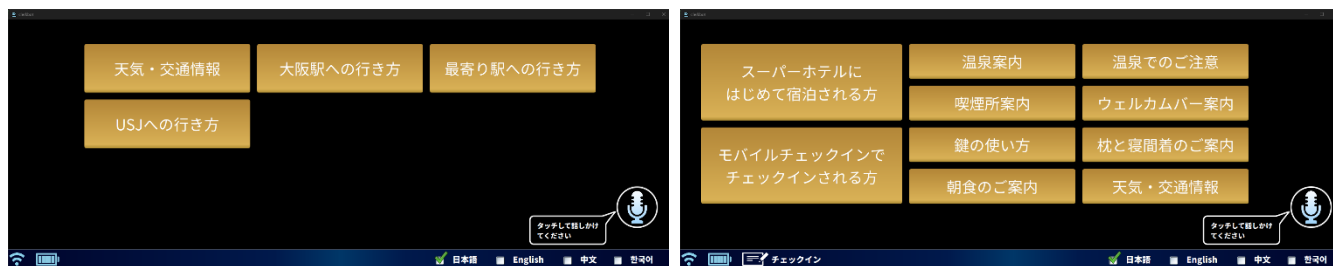 天気・交通情報
大阪駅への行き方
最寄り駅への行き方
USJへの行き方
タッチして話しかけ
てください
日本語
English
中文
한국어
スーパーホテルに
はじめて宿泊される方
温泉案内
温泉でのご注意
喫煙所案内
ウェルカムバー案内
モバイルチェックインで
チェックインされる方
鍵の使い方
枕と寝間着のご案内
朝食のご案内
天気・交通情報
タッチして話しかけ
てください
チェックイン
日本語
English
中文
한국어